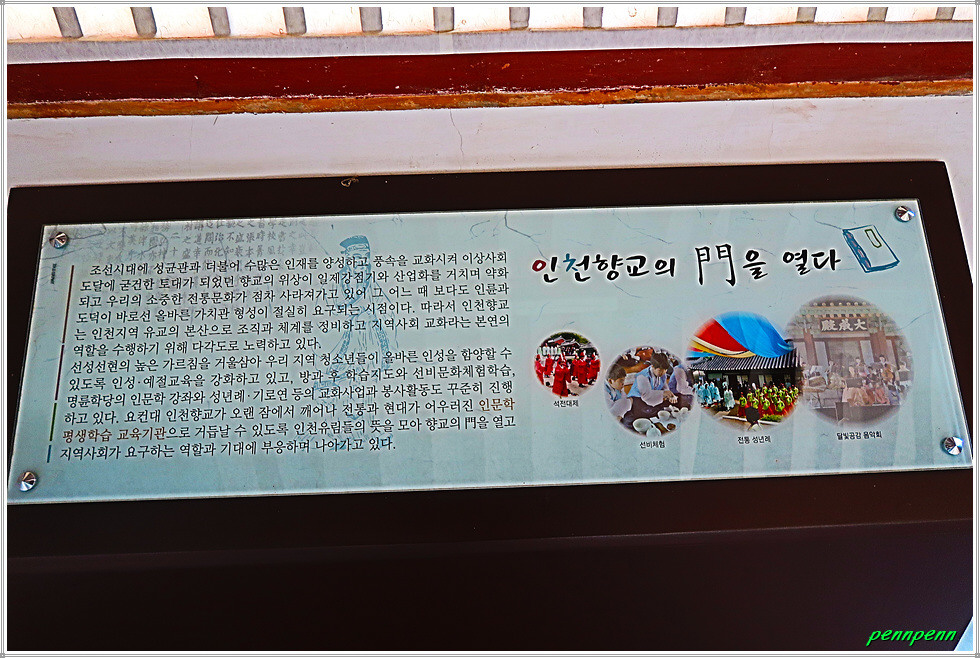 인천향교의 門을 열다
조선시대에 성균관과 더불어 수많은 인재를 양성하고 풍속을 교화시켜 이상사회
도달에 굳건한 토대가 되었던 향교의 위상이 일제강점기와 산업화를 거치며 약화
되고 우리의 소중한 전통문화가 점차 사라져가고 있어 그 어느 때 보다도 인륜과
도덕이 바로선 올바른 가치관 형성이 절실히 요구되는 시점이다. 따라서 인천향교
는 인천지역 유교의 본산으로 조직과 체계를 정비하고 지역사회 교화라는 본연의
역할을 수행하기 위해 다각도로 노력하고 있다.
선성선현의 높은 가르침을 거울삼아 우리 지역 청소년들이 올바른 인성을 함양할 수
있도록 인성·예절교육을 강화하고 있고, 방과 후 학습지도와 선비문화체험학습,
명륜학당의 인문학 강좌와 성년례·기로연 등의 교화사업과 봉사활동도 꾸준히 진행
하고 있다. 요컨대 인천향교가 오랜 잠에서 깨어나 전통과 현대가 어우러진 인문학
평생학습 교육기관으로 거듭날 수 있도록 인천유림들의 뜻을 모아 향교의 門을 열고
지역사회가 요구하는 역할과 기대에 부응하며 나아가고 있다.
大成殿
석전대제
선비체험
전통 성년례
달빛공감 음악회
pennpenn